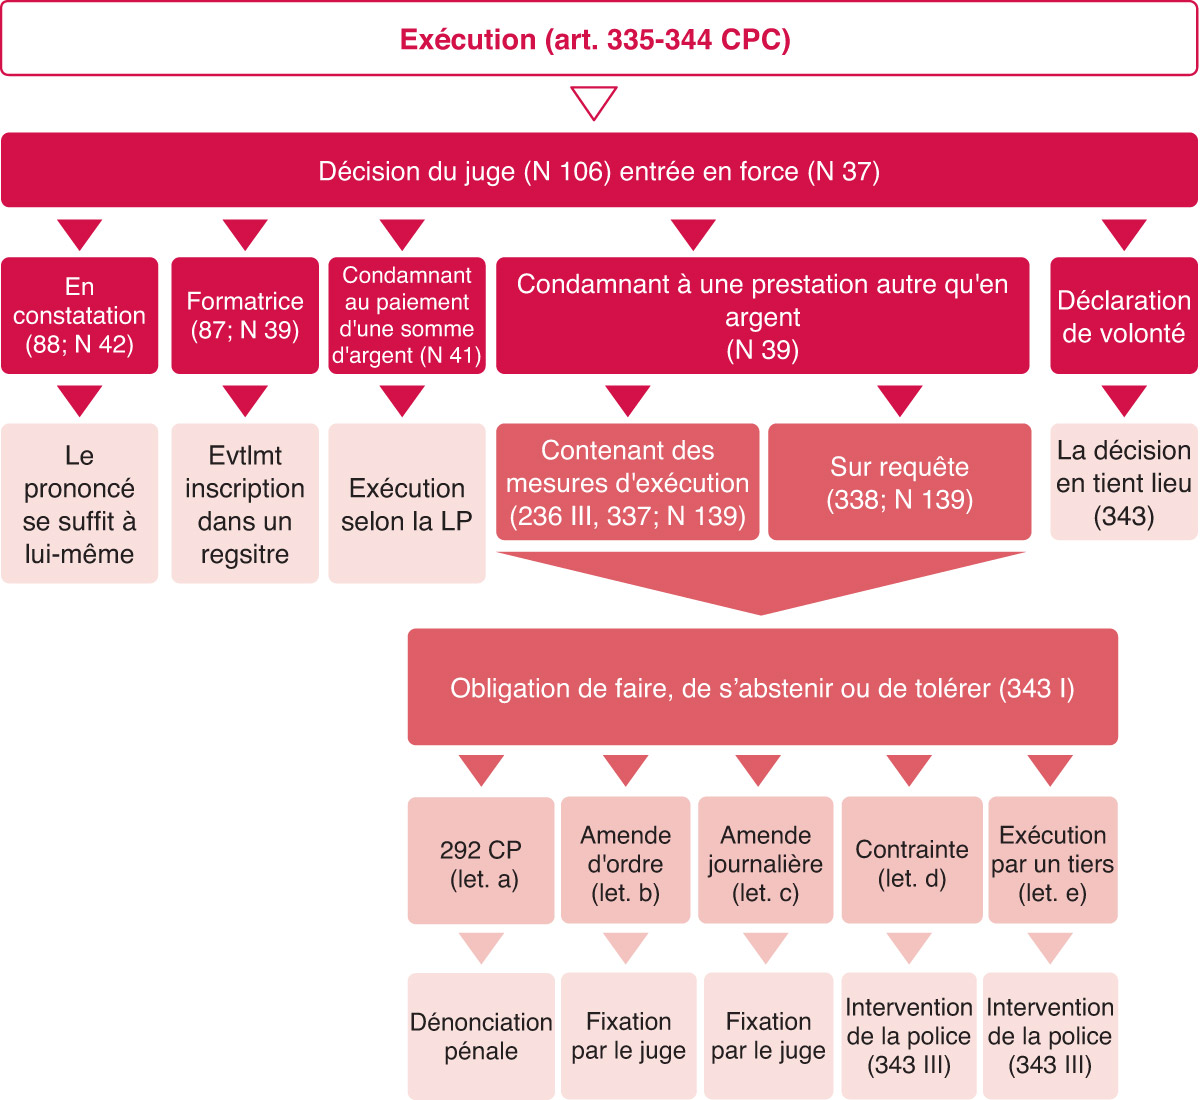 Exécution (art. 335-344 CPC)
Décision du juge (N 106) entrée en force (N 37)
En
constatation
(88; N 42)
Formatrice
(87; N 39)
Condamnant
au paiement
d'une somme
d'argent (N 41)
Condamnant à une prestation autre qu'en
argent
(N 39)
Déclaration
de volonté
Le
prononcé
se suffit à
lui-même
Evtlmt
inscription
dans un
regsitre
Exécution
selon la LP
Contenant des
mesures d'exécution
(236 III, 337; N 139)
Sur requête
(338; N 139)
La décision
en tient lieu
(343)
Obligation de faire, de s’abstenir ou de tolérer (343 I)
292 CP
(let. a)
Amende
d'ordre
(let. b)
Amende
journalière
(let. c)
Contrainte
(let. d)
Exécution
par un tiers
(let. e)
Dénonciation
pénale
Fixation
par le juge
Fixation
par le juge
Intervention
de la police
(343 III)
Intervention
de la police
(343 III)